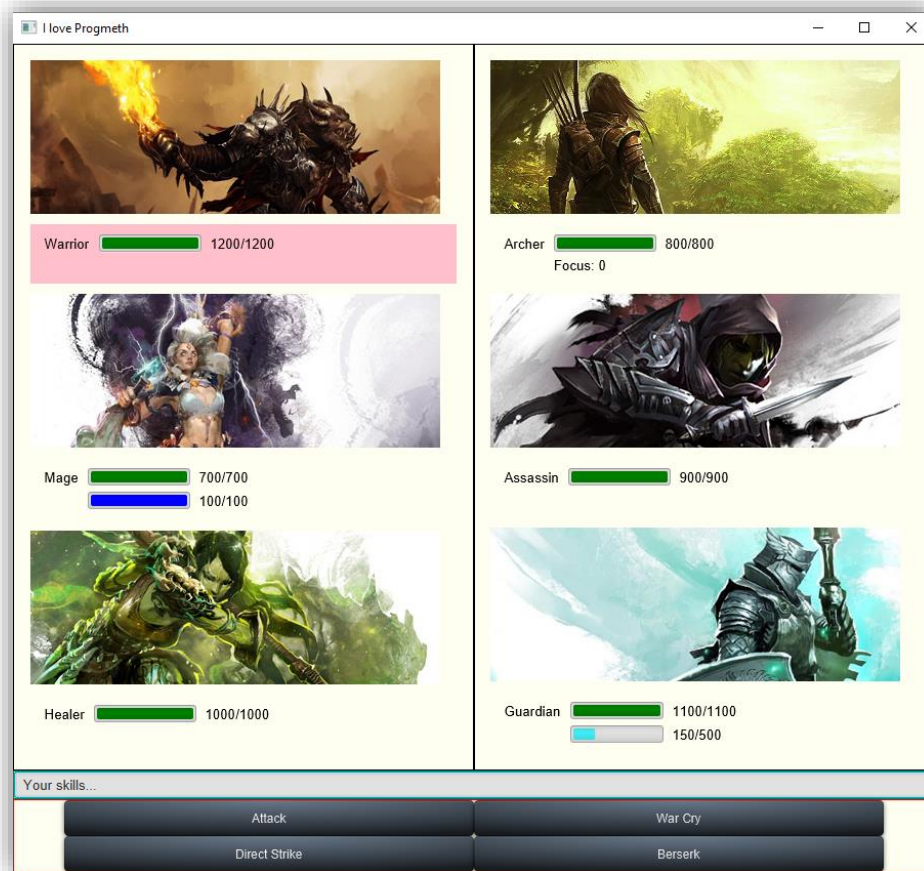 I love Progmeth
Warrior 1200/1200
Mage 700/700
100/100
Healer 1000/1000
Archer 800/800
Focus: 0
Assassin 900/900
Guardian 1100/1100
150/500
Your skills...
Attack War Cry
Direct Strike Berserk